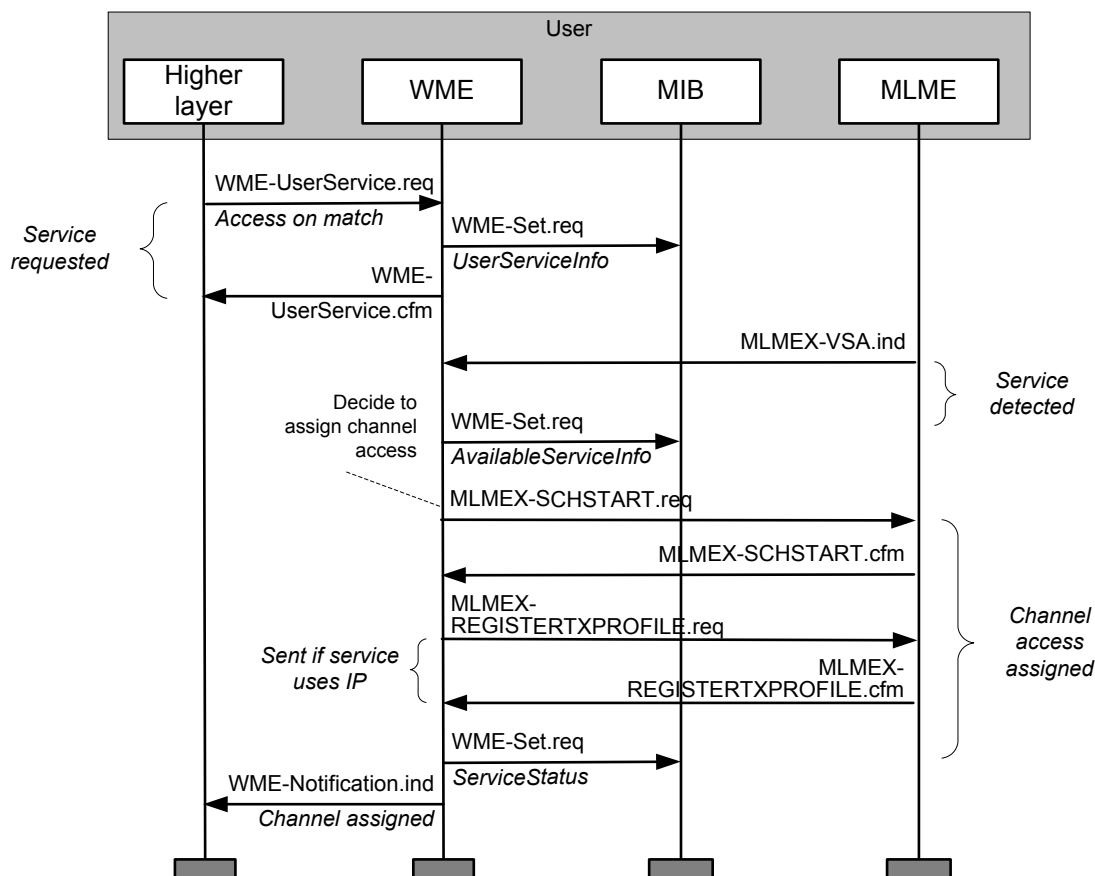 User
Higher
layer
WME
MIB
MLME
WME-UserService.req
Access on match
Service
requested
WME-Set.req
UserServiceInfo
WME-
UserService.cfm
MLMEX-VSA.ind
Service
detected
Decide to
assign channel
access
WME-Set.req
AvailableServiceInfo
MLMEX-SCHSTART.req
MLMEX-SCHSTART.cfm
MLMEX-
REGISTERTXPROFILE.req
Sent if service
uses IP
Channel
access
assigned
MLMEX-
REGISTERTXPROFILE.cfm
WME-Set.req
ServiceStatus
WME-Notification.ind
Channel assigned